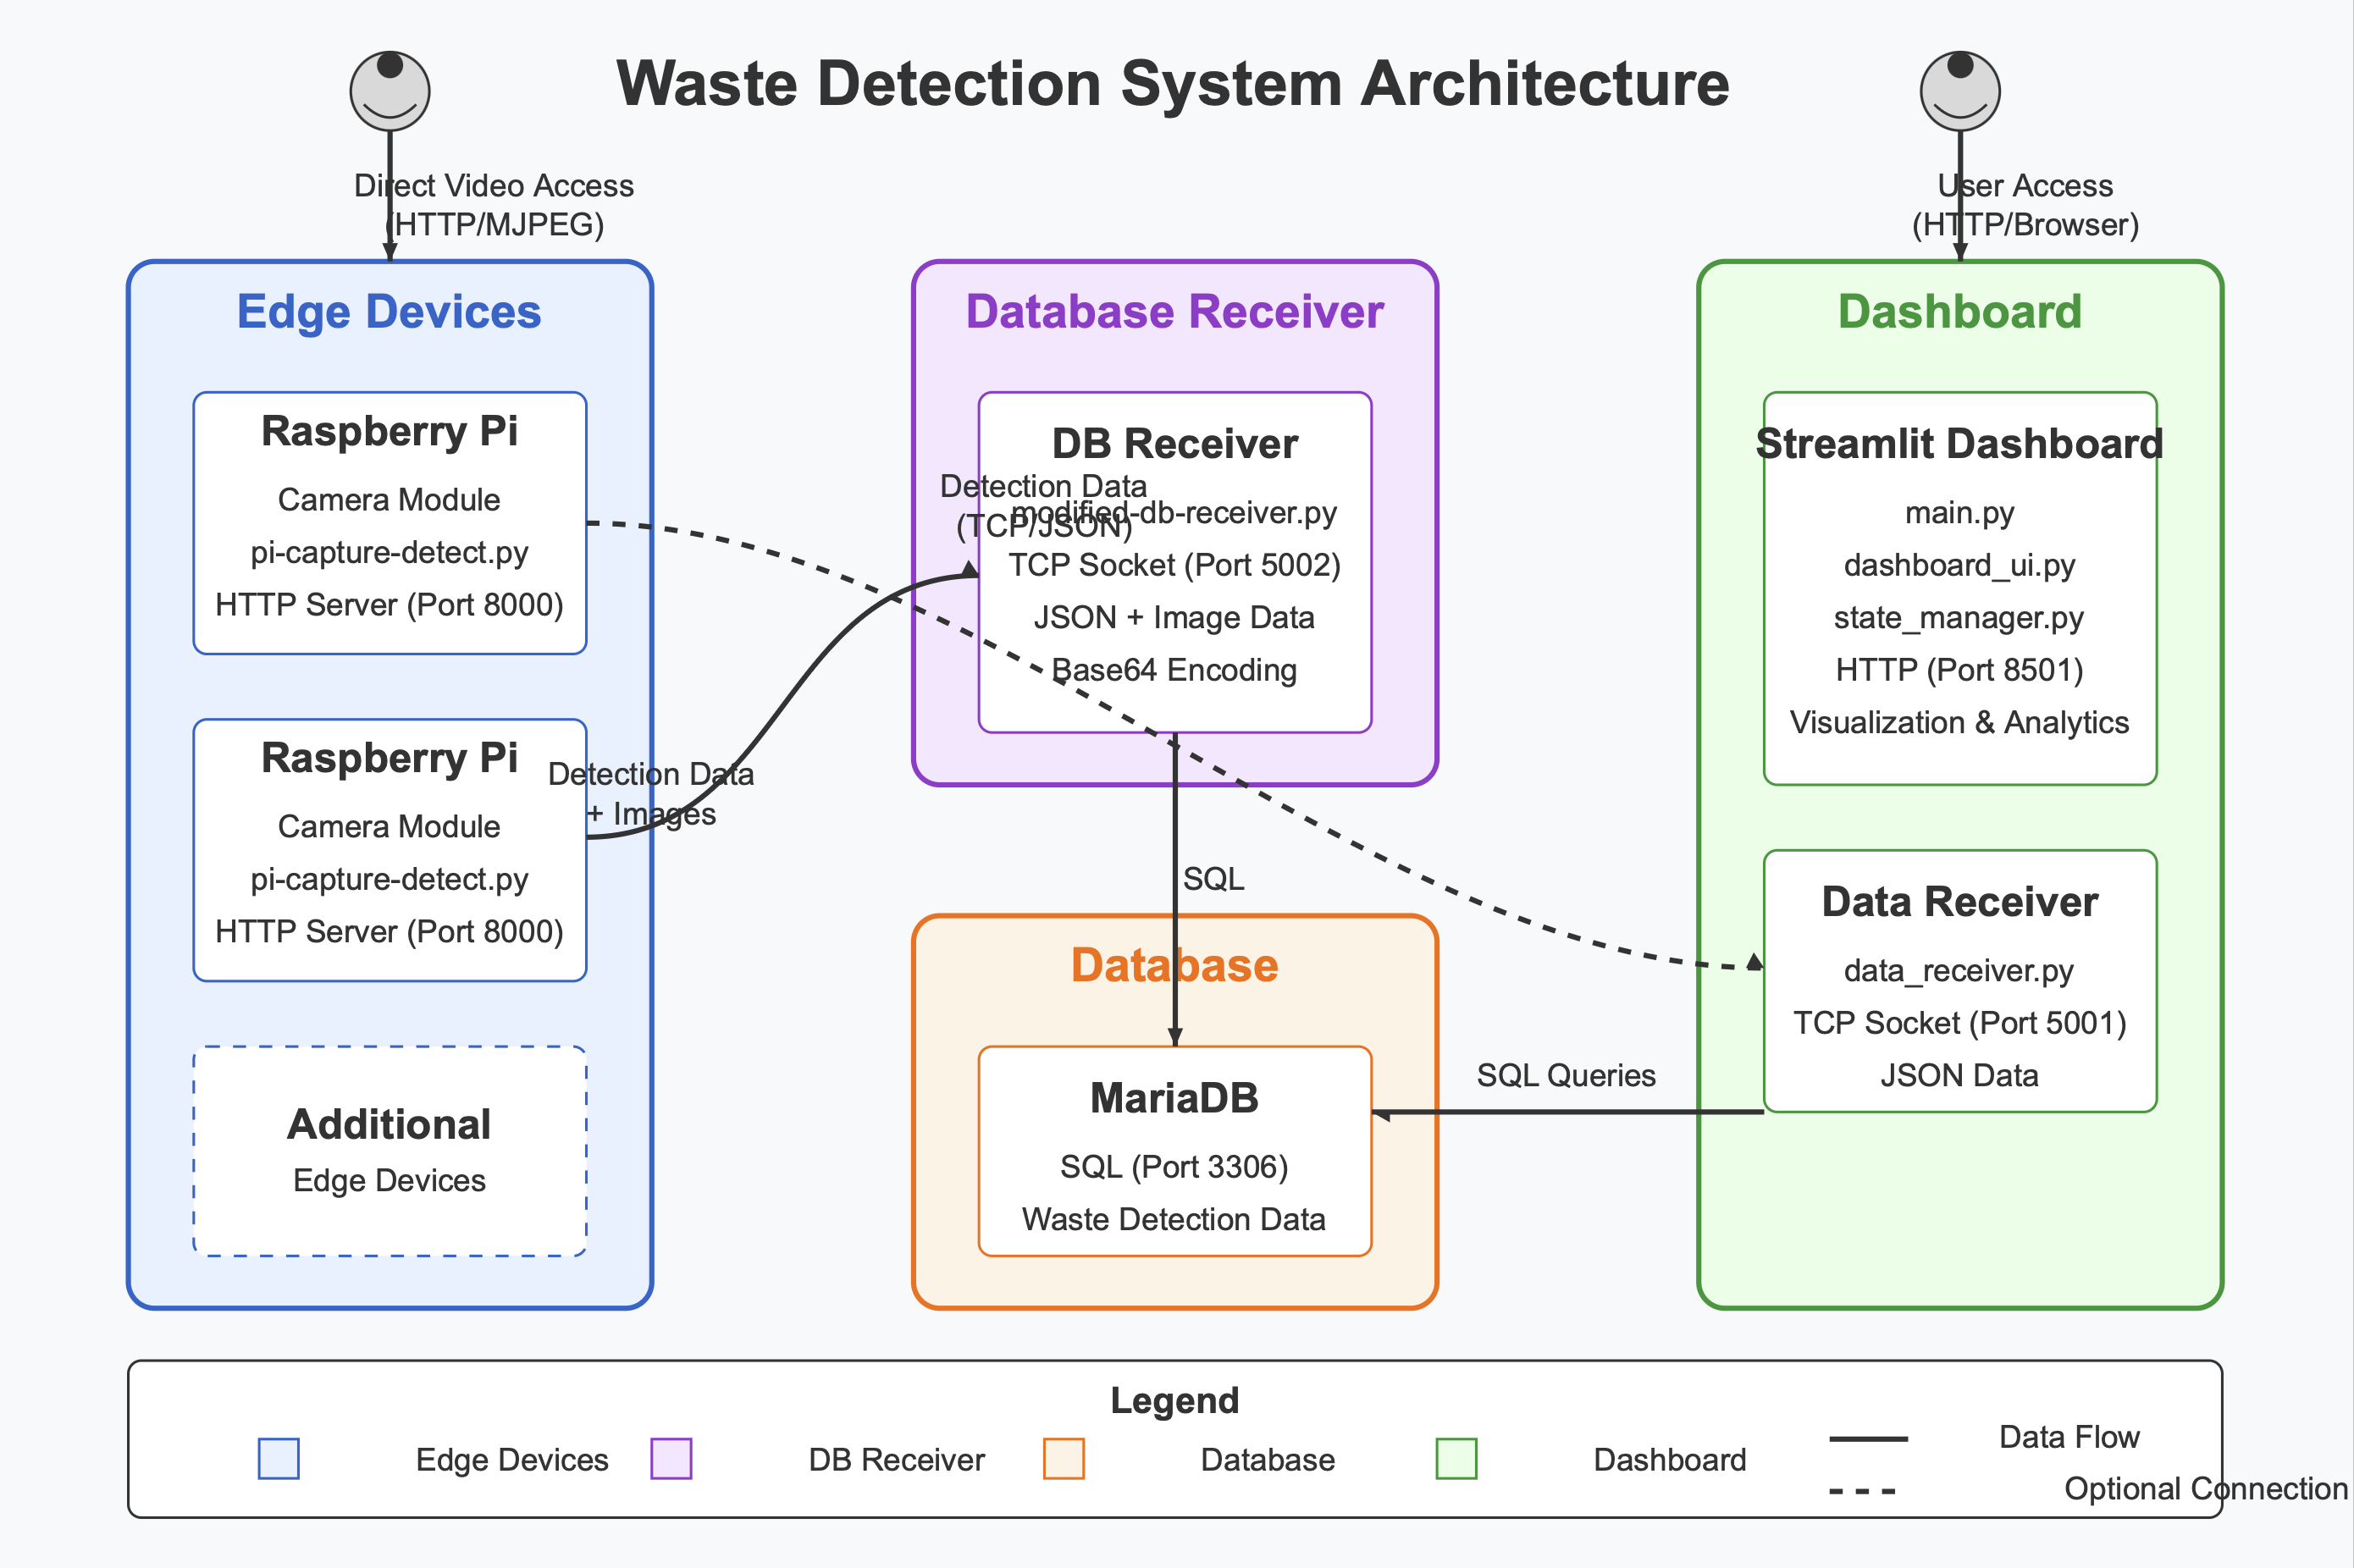 Waste Detection System Architecture
Direct Video Access
(HTTP/MJPEG)
User Access
(HTTP/Browser)
Edge Devices
Raspberry Pi
Camera Module
pi-capture-detect.py
HTTP Server (Port 8000)
Raspberry Pi
Camera Module
pi-capture-detect.py
HTTP Server (Port 8000)
Additional
Edge Devices
Detection Data
+ Images
Database Receiver
DB Receiver
Detection Data
(TCP/JSON)
modified-db-receiver.py
TCP Socket (Port 5002)
JSON + Image Data
Base64 Encoding
SQL
Database
MariaDB
SQL (Port 3306)
Waste Detection Data
SQL Queries
Dashboard
Streamlit Dashboard
main.py
dashboard_ui.py
state_manager.py
HTTP (Port 8501)
Visualization & Analytics
Data Receiver
data_receiver.py
TCP Socket (Port 5001)
JSON Data
Legend
Edge Devices
DB Receiver
Database
Dashboard
Data Flow
Optional Connection